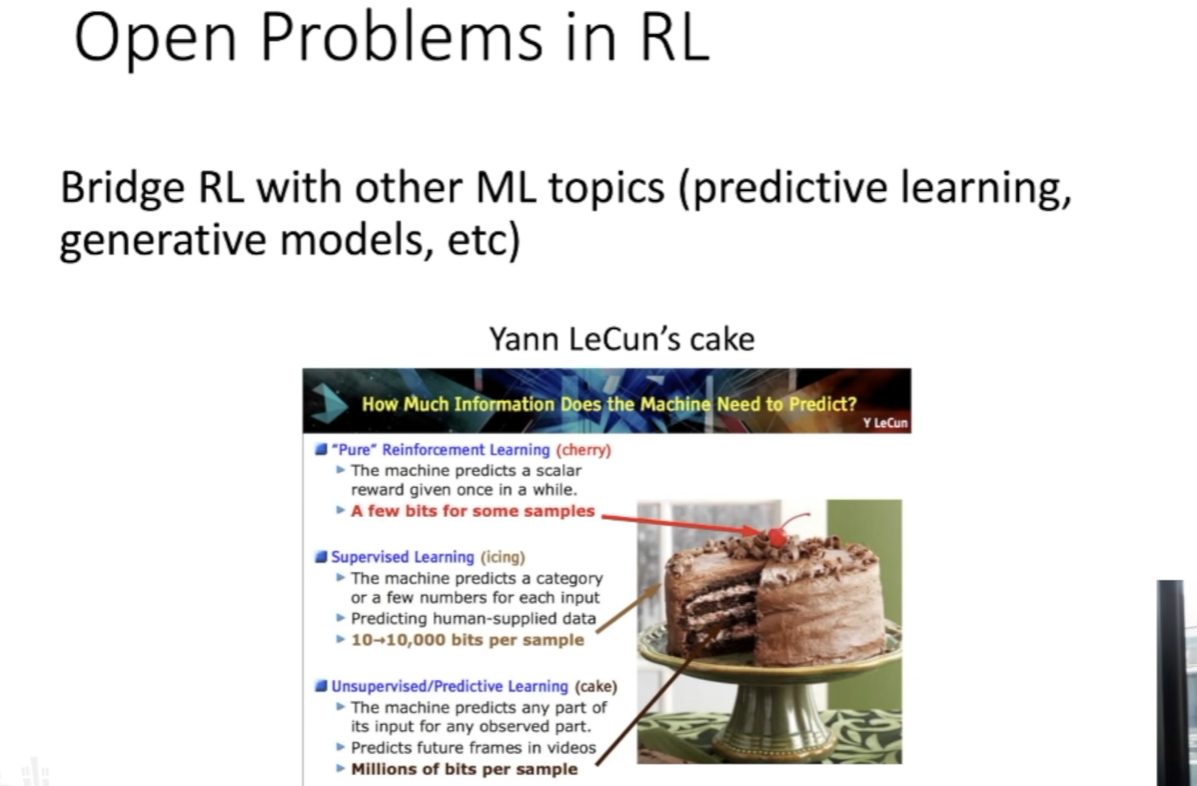 Open Problems in RL
Bridge RL with other ML topics (predictive learning,
generative models, etc)
Yann LeCun's cake
How Much Information Does the Machine Need to Predict?
Y LeCun
"Pure" Reinforcement Learning (cherry)
The machine predicts a scalar
reward given once in a while.
A few bits for some samples
Supervised Learning (icing)
The machine predicts a category
or a few numbers for each input
Predicting human-supplied data
10→10,000 bits per sample
Unsupervised/Predictive Learning (cake)
The machine predicts any part of
its input for any observed part.
Predicts future frames in videos
Millions of bits per sample